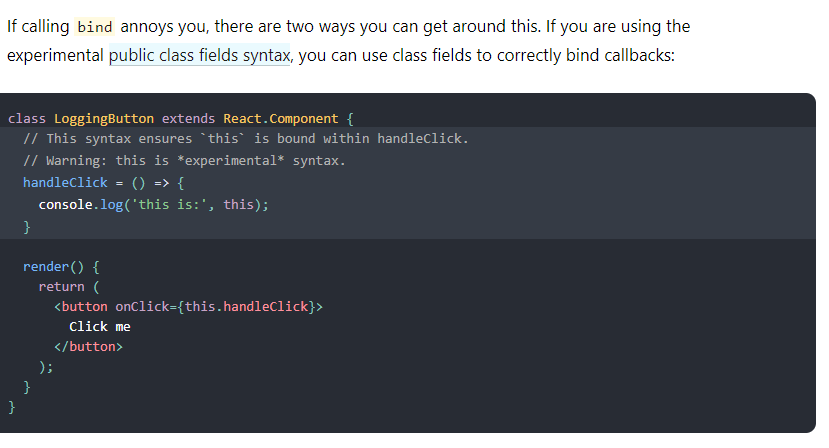 If calling bind annoys you, there are two ways you can get around this. If you are using the
experimental public class fields syntax, you can use class fields to correctly bind callbacks:
class LoggingButton extends React.Component {
  // This syntax ensures `this` is bound within handleClick.
  // Warning: this is *experimental* syntax.
  handleClick = () => {
    console.log('this is:', this);
  }
  render() {
    return (
      <button onClick={this.handleClick}>
        Click me
      </button>
    );
  }
}